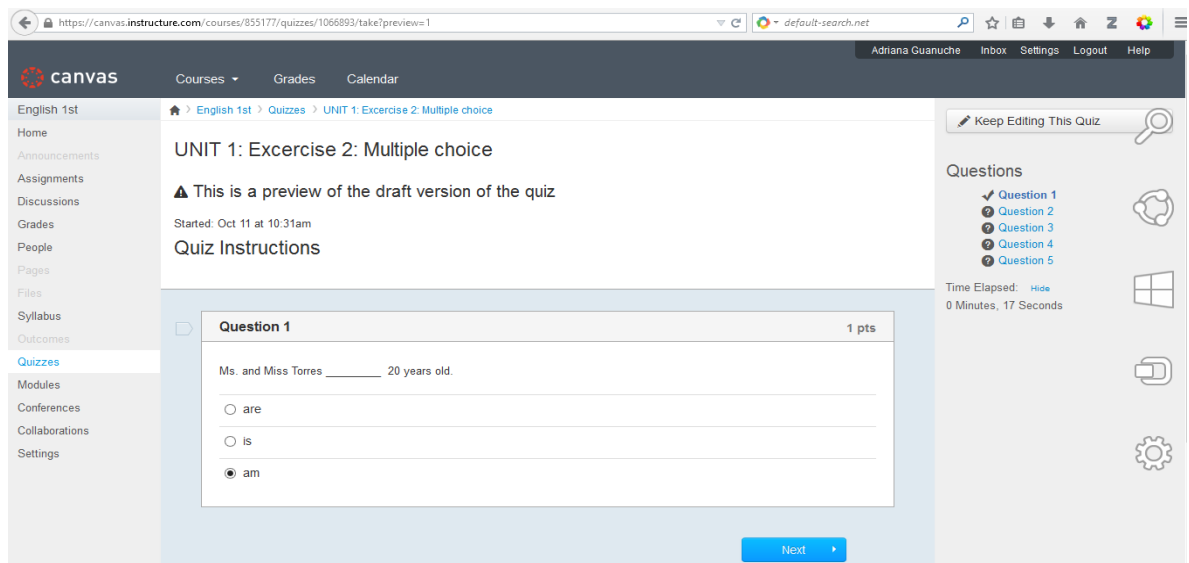 https://canvas.instructure.com/courses/855177/quizzes/1066893/take?preview=1
default-search.net
Adriana Guanuche Inbox Settings Logout Help
canvas Courses Grades Calendar
English 1st
Home
Announcements
Assignments
Discussions
Grades
People
Pages
Files
Syllabus
Outcomes
Quizzes
Modules
Conferences
Collaborations
Settings
English 1st > Quizzes > UNIT 1: Excercise 2: Multiple choice
UNIT 1: Excercise 2: Multiple choice
This is a preview of the draft version of the quiz
Started: Oct 11 at 10:31am
Quiz Instructions
Question 1 1 pts
Ms. and Miss Torres _________ 20 years old.
are
is
am
Next
Keep Editing This Quiz
Questions
Question 1
Question 2
Question 3
Question 4
Question 5
Time Elapsed: Hide
0 Minutes, 17 Seconds